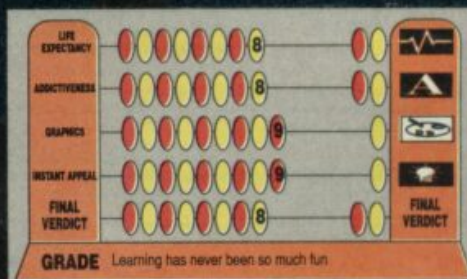 LIFE
EXPECTANCY
8
ADDICTIVENESS
8
GRAPHICS
9
INSTANT APPEAL
9
FINAL
VERDICT
8
A
FINAL
VERDICT
GRADE Learning has never been so much fun